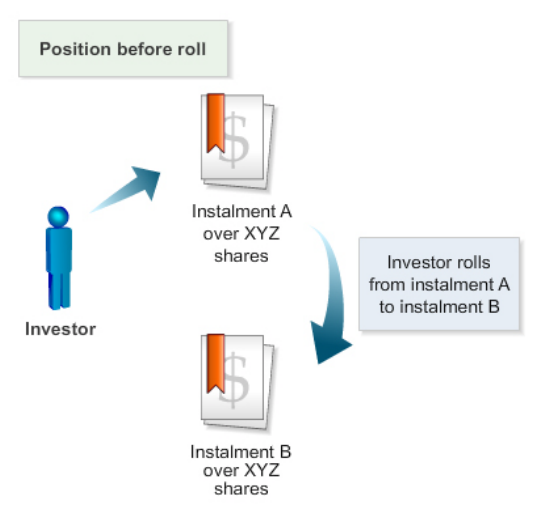 Position before roll
$
Instalment A
over XYZ
shares
Investor rolls
from instalment A
to instalment B
Investor
$
Instalment B
over XYZ
shares